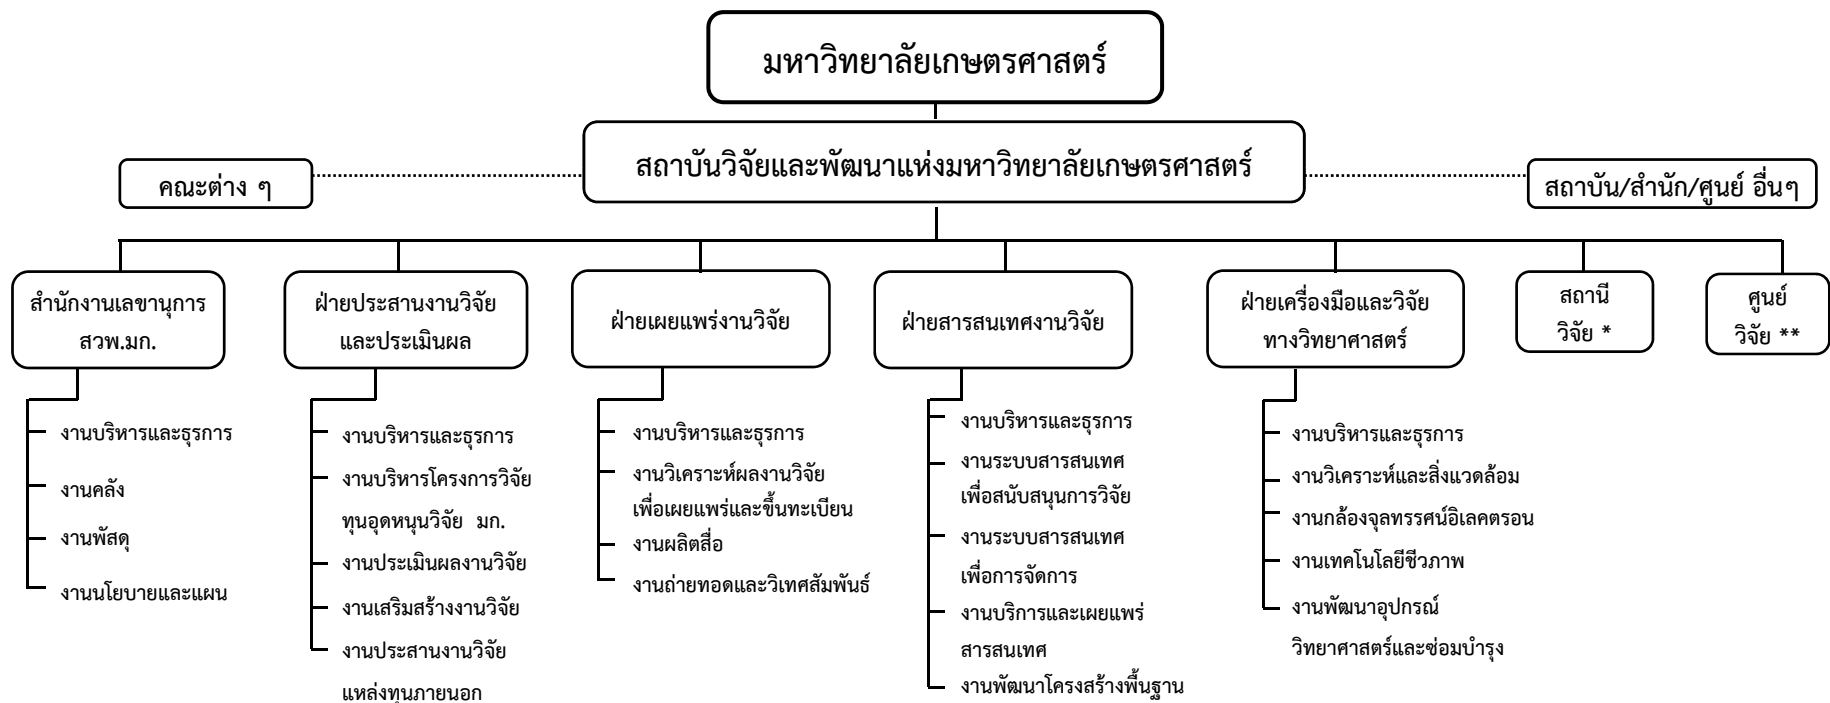 มหาวิทยาลัยเกษตรศาสตร์
สถาบันวิจัยและพัฒนาแห่งมหาวิทยาลัยเกษตรศาสตร์
คณะต่าง ๆ
สถาบัน/สำนัก/ศูนย์ อื่นๆ
สำนักงานเลขานุการ
สวพ.มก.
งานบริหารและธุรการ
งานคลัง
งานพัสดุ
งานนโยบายและแผน
ฝ่ายประสานงานวิจัย
และประเมินผล
งานบริหารและธุรการ
งานบริหารโครงการวิจัย
ทุนอุดหนุนวิจัย มก.
งานประเมินผลงานวิจัย
งานเสริมสร้างงานวิจัย
งานประสานงานวิจัย
แหล่งทุนภายนอก
ฝ่ายเผยแพร่งานวิจัย
งานบริหารและธุรการ
งานวิเคราะห์ผลงานวิจัย
เพื่อเผยแพร่และขึ้นทะเบียน
งานผลิตสื่อ
งานถ่ายทอดและวิเทศสัมพันธ์
ฝ่ายสารสนเทศงานวิจัย
งานบริหารและธุรการ
งานระบบสารสนเทศ
เพื่อสนับสนุนการวิจัย
งานระบบสารสนเทศ
เพื่อการจัดการ
งานบริการและเผยแพร่
สารสนเทศ
งานพัฒนาโครงสร้างพื้นฐาน
ฝ่ายเครื่องมือและวิจัย
ทางวิทยาศาสตร์
งานบริหารและธุรการ
งานวิเคราะห์และสิ่งแวดล้อม
งานกล้องจุลทรรศน์อิเลคตรอน
งานเทคโนโลยีชีวภาพ
งานพัฒนาอุปกรณ์
วิทยาศาสตร์และซ่อมบำรุง
สถานี
วิจัย *
ศูนย์
วิจัย **